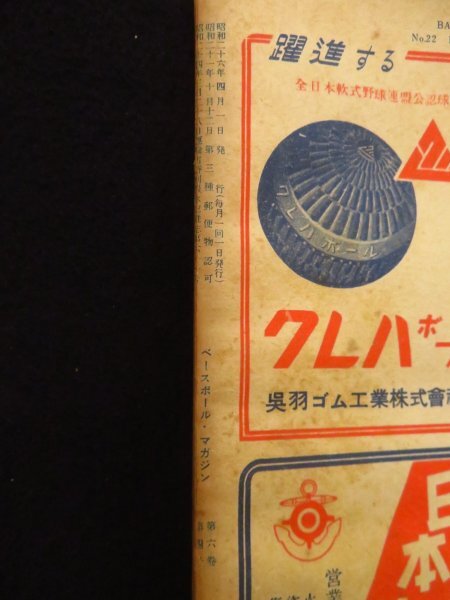 BA
No.22
躍進する
全日本軟式野球連盟公認球
クレハボール
クレハボー
呉羽ゴム工業株式會
日本
営業
昭和二十六年四月一日発行(毎月一回一日発行)
昭和二十一年十月十二日第三種郵便物認可
ベースボール・マガジン
第六巻